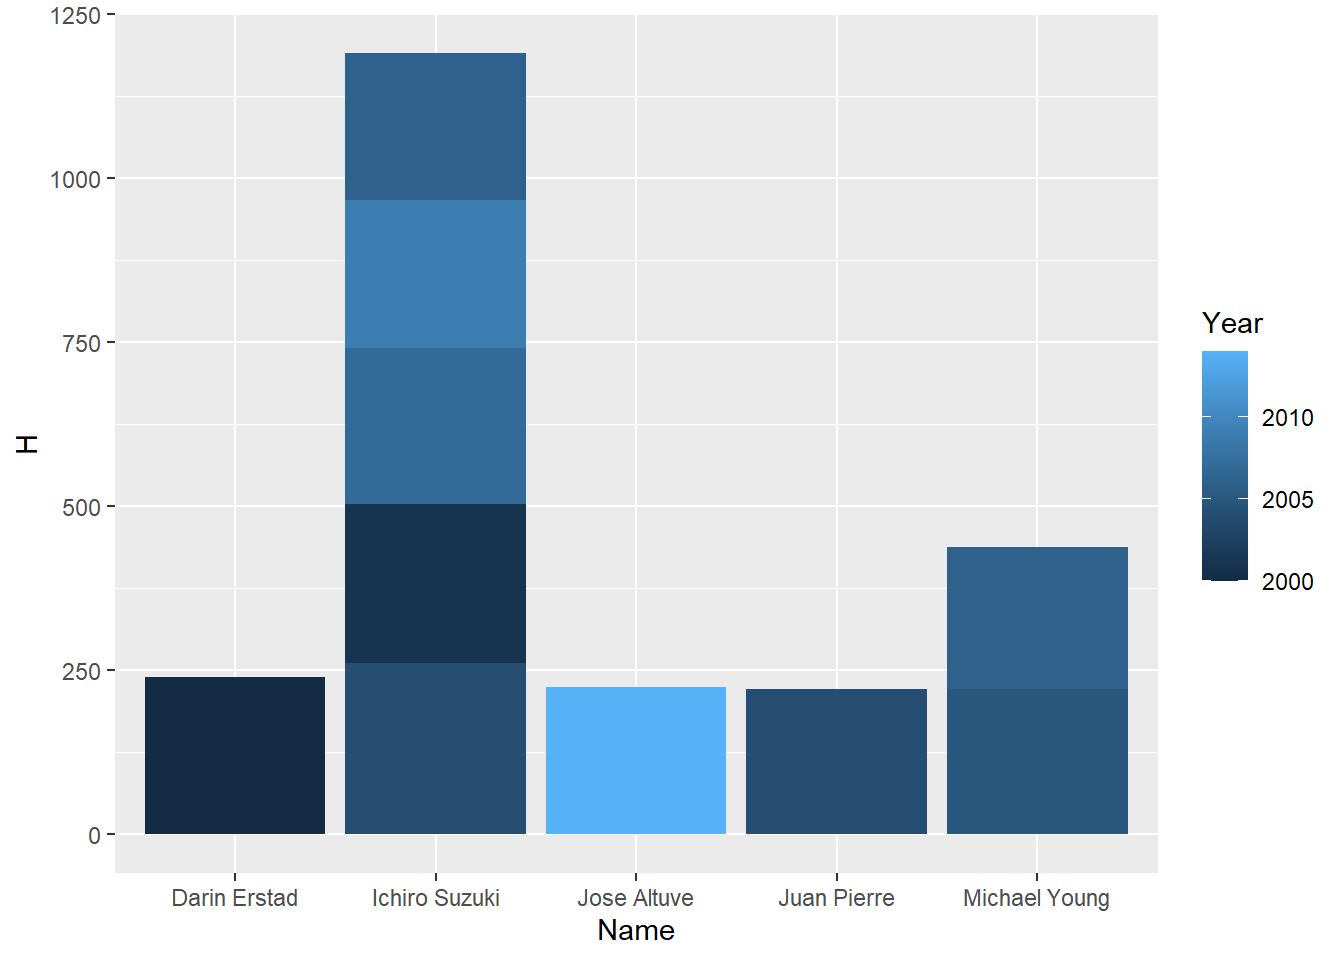 1250
1000
750
500
250
0
H
Darin Erstad
Ichiro Suzuki
Jose Altuve
Juan Pierre
Michael Young
Name
Year
2010
2005
2000